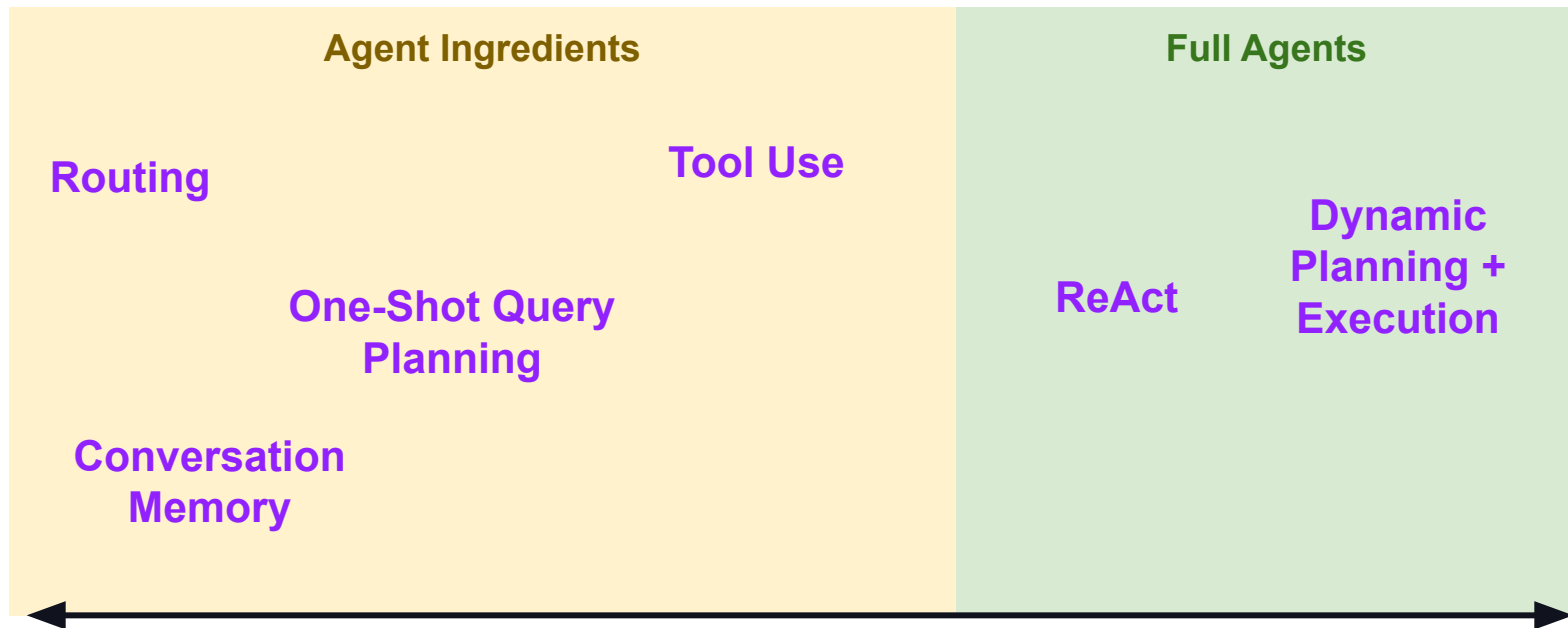 Agent Ingredients
Full Agents
Routing
Tool Use
One-Shot Query
Planning
Conversation
Memory
ReAct
Dynamic
Planning +
Execution